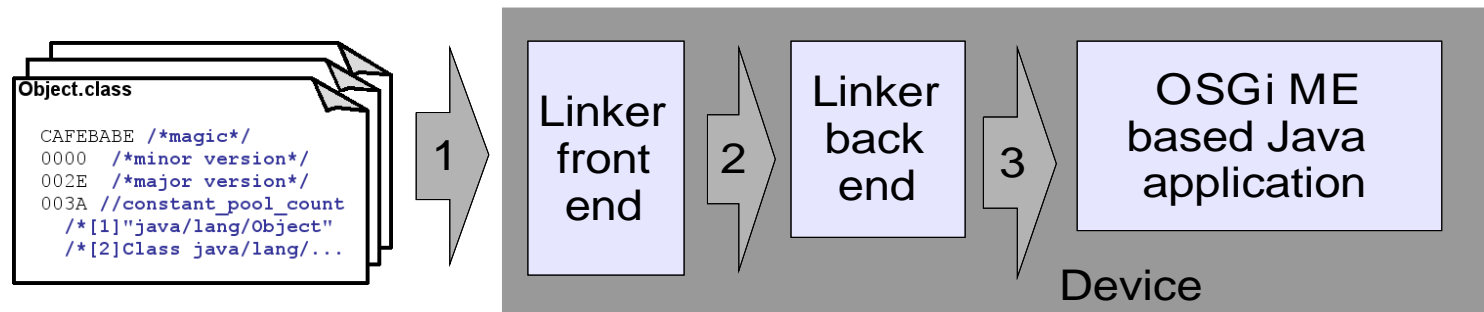 Object.class
CAFEBABE /*magic*/
0000 /*minor version*/
002E /*major version*/
003A //constant_pool_count
/*[1]"java/lang/Object"
/*[2]Class java/lang/...
1
Linker
front
end
2
Linker
back
end
3
OSGi ME
based Java
application
Device